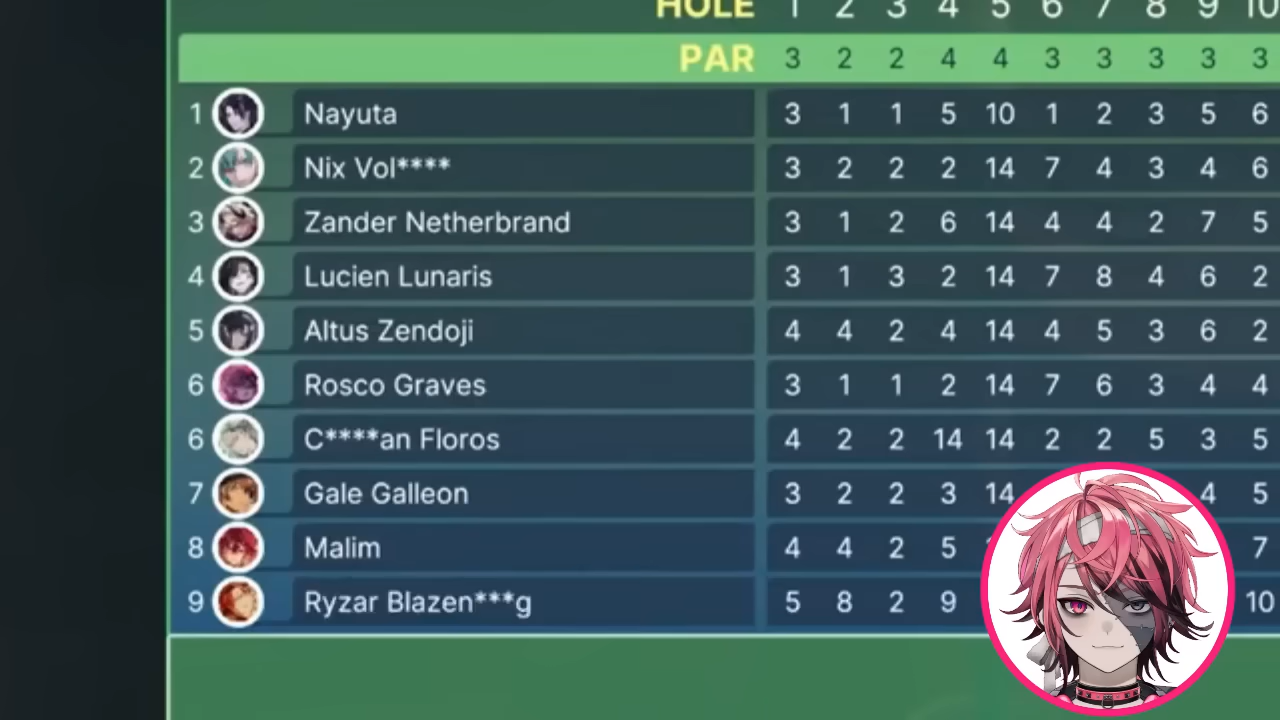 HOLE 1 2 3 4 5 6 7 8 9 10
PAR 3 2 2 4 4 3 3 3 3 3
1 Nayuta 3 1 1 5 10 1 2 3 5 6
2 Nix Vol**** 3 2 2 2 14 7 4 3 4 6
3 Zander Netherbrand 3 1 2 6 14 4 4 2 7 5
4 Lucien Lunaris 3 1 3 2 14 7 8 4 6 2
5 Altus Zendoji 4 4 2 4 14 4 5 3 6 2
6 Rosco Graves 3 1 1 2 14 7 6 3 4 4
6 C****an Floros 4 2 2 14 14 2 2 5 3 5
7 Gale Galleon 3 2 2 3 14 4 5
8 Malim 4 4 2 5 7
9 Ryzar Blazen***g 5 8 2 9 10